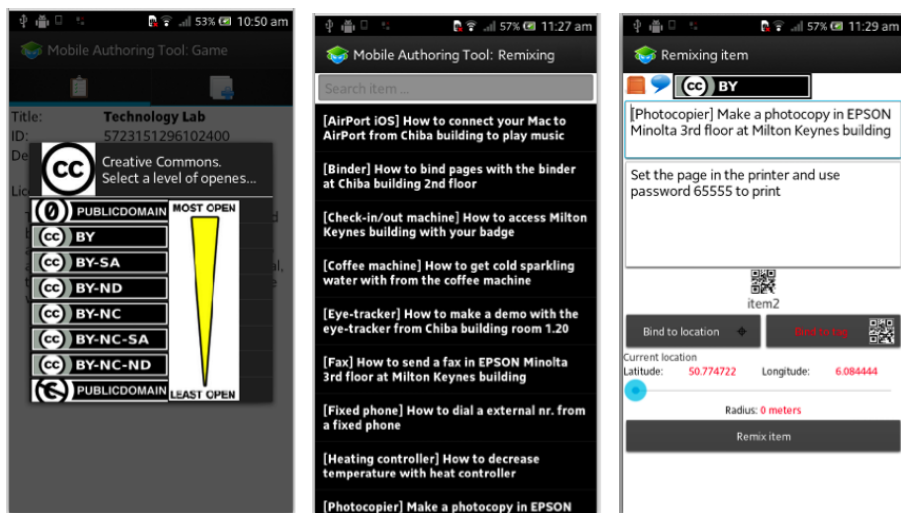 53% 10:50 am
Mobile Authoring Tool: Game
Title: Technology Lab
ID: 5723151296102400
De
Lic
Creative Commons.
Select a level of openes...
cc
PUBLICDOMAIN
cc BY
cc BY-SA
cc BY-ND
cc BY-NC
cc BY-NC-SA
cc BY-NC-ND
PUBLICDOMAIN
MOST OPEN
LEAST OPEN
57% 11:27 am
Mobile Authoring Tool: Remixing
Search item ...
[AirPort iOS] How to connect your Mac to
AirPort from Chiba building to play music
[Binder] How to bind pages with the binder
at Chiba building 2nd floor
[Check-in/out machine] How to access Milton
Keynes building with your badge
[Coffee machine] How to get cold sparkling
water with from the coffee machine
[Eye-tracker] How to make a demo with the
eye-tracker from Chiba building room 1.20
[Fax] How to send a fax in EPSON Minolta
3rd floor at Milton Keynes building
[Fixed phone] How to dial a external nr. from
a fixed phone
[Heating controller] How to decrease
temperature with heat controller
[Photocopier] Make a photocopy in EPSON
57% 11:29 am
Remixing item
cc BY
[Photocopier] Make a photocopy in EPSON
Minolta 3rd floor at Milton Keynes building
Set the page in the printer and use
password 65555 to print
item2
Bind to location
Bind to tag
Current location
Latitude: 50.774722 Longitude: 6.084444
Radius: 0 meters
Remix item